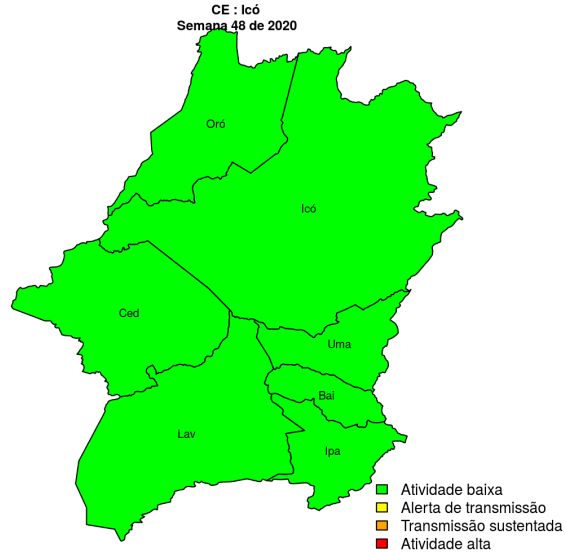 CE : Icó
Semana 48 de 2020
Oró
Icó
Ced
Uma
Bai
Lav
Ipa
Atividade baixa
Alerta de transmissão
Transmissão sustentada
Atividade alta